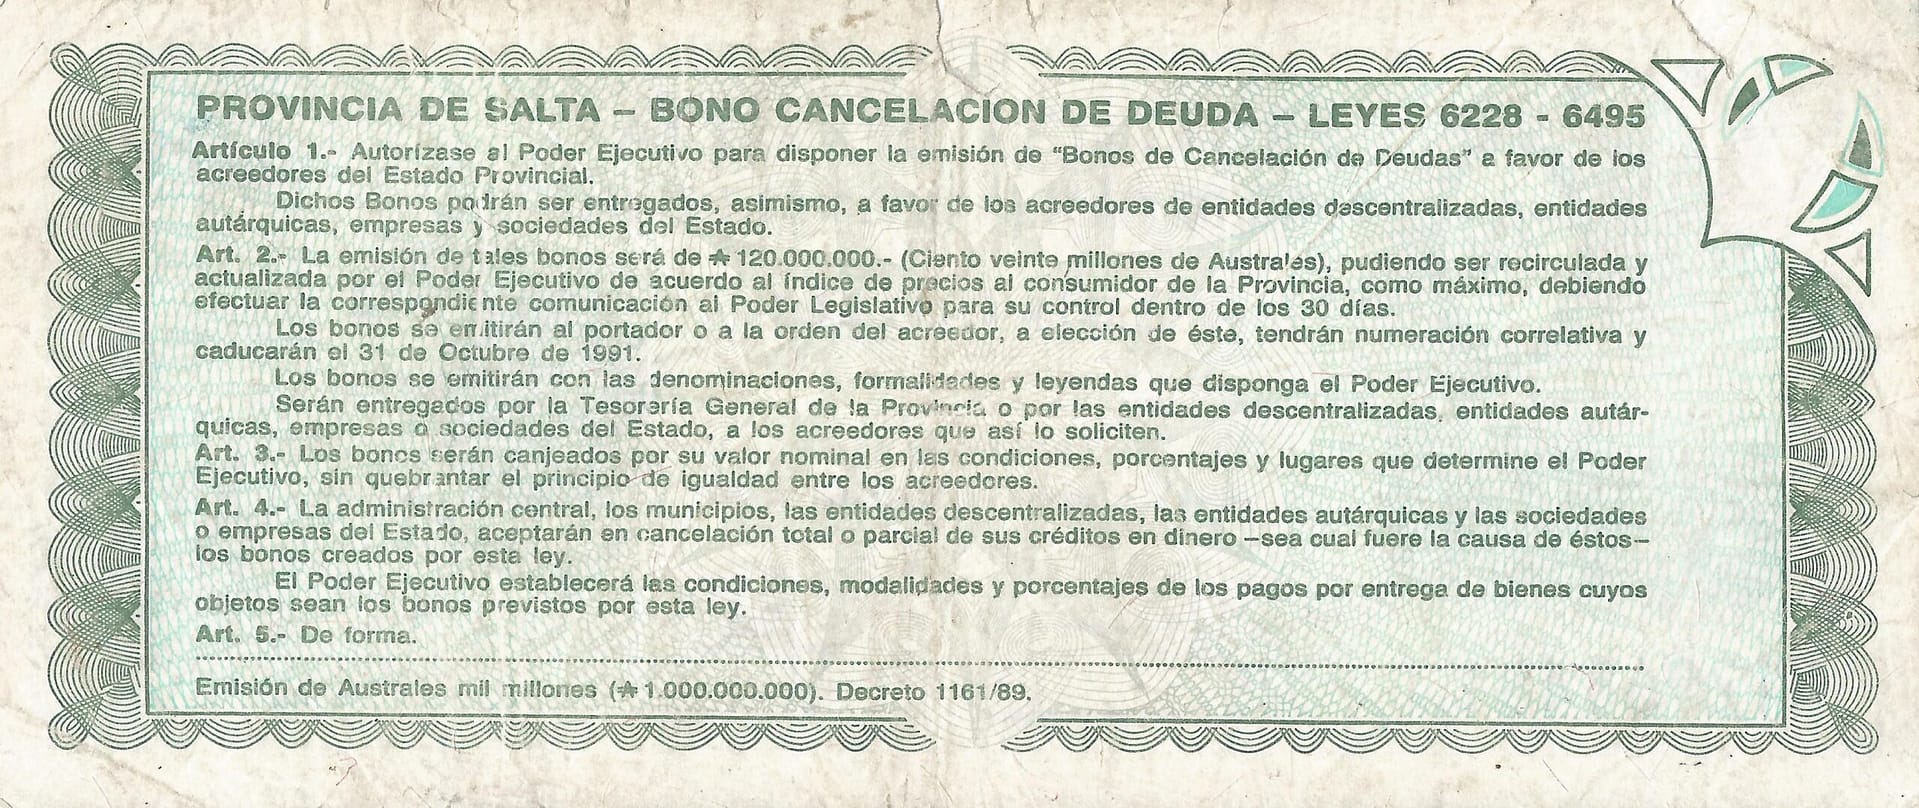 PROVINCIA DE SALTA – BONO CANCELACION DE DEUDA – LEYES 6228 - 6495
Artículo 1.- Autorízase al Poder Ejecutivo para disponer la emisión de "Bonos de Cancelación de Deudas" a favor de los
acreedores del Estado Provincial.
Dichos Bonos podrán ser entregados, asimismo, a favor de los acreedores de entidades descentralizadas, entidades
autárquicas, empresas y sociedades del Estado.
Art. 2.- La emisión de tales bonos será de ₳ 120.000.000.- (Ciento veinte millones de Australes), pudiendo ser recirculada y
actualizada por el Poder Ejecutivo de acuerdo al índice de precios al consumidor de la Provincia, como máximo, debiendo
efectuar la correspondiente comunicación al Poder Legislativo para su control dentro de los 30 días.
Los bonos se emitirán al portador o a la orden del acreedor, a elección de éste, tendrán numeración correlativa y
caducarán el 31 de Octubre de 1991.
Los bonos se emitirán con las denominaciones, formalidades y leyendas que disponga el Poder Ejecutivo.
Serán entregados por la Tesorería General de la Provincia o por las entidades descentralizadas, entidades autár-
quicas, empresas o sociedades del Estado, a los acreedores que así lo soliciten.
Art. 3.- Los bonos serán canjeados por su valor nominal en las condiciones, porcentajes y lugares que determine el Poder
Ejecutivo, sin quebrantar el principio de igualdad entre los acreedores.
Art. 4.- La administración central, los municipios, las entidades descentralizadas, las entidades autárquicas y las sociedades
o empresas del Estado, aceptarán en cancelación total o parcial de sus créditos en dinero –sea cual fuere la causa de éstos–
los bonos creados por esta ley.
El Poder Ejecutivo establecerá las condiciones, modalidades y porcentajes de los pagos por entrega de bienes cuyos
objetos sean los bonos previstos por esta ley.
Art. 5.- De forma.
Emisión de Australes mil millones (₳ 1.000.000.000). Decreto 1161/89.